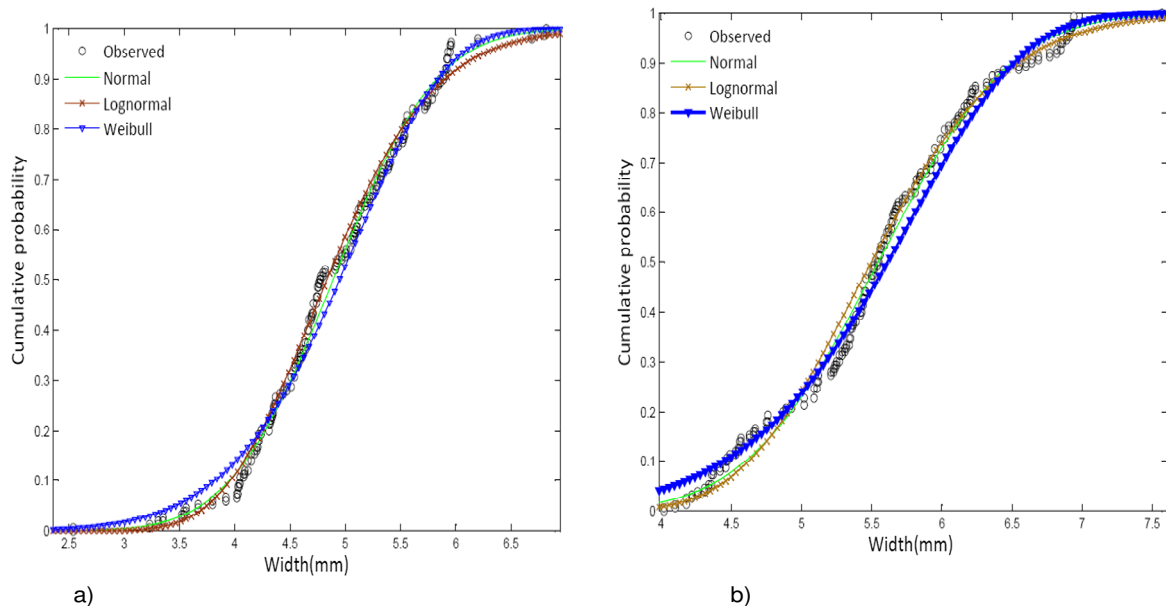 1
0.9
0.8
0.7
0.6
0.5
0.4
0.3
0.2
0.1
0
Cumulative probability
Observed
Normal
Lognormal
Weibull
2.5 3 3.5 4 4.5 5 5.5 6 6.5
Width(mm)
a)
1
0.9
0.8
0.7
0.6
0.5
0.4
0.3
0.2
0.1
0
Cumulative probability
Observed
Normal
Lognormal
Weibull
4 4.5 5 5.5 6 6.5 7 7.5
Width(mm)
b)